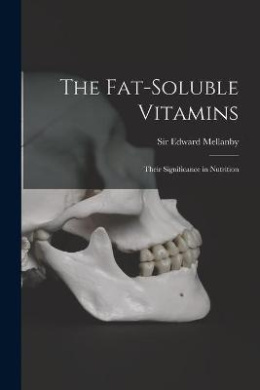 The Fat-Soluble
Vitamins
Sir Edward Mellanby
Their Significance in Nutrition